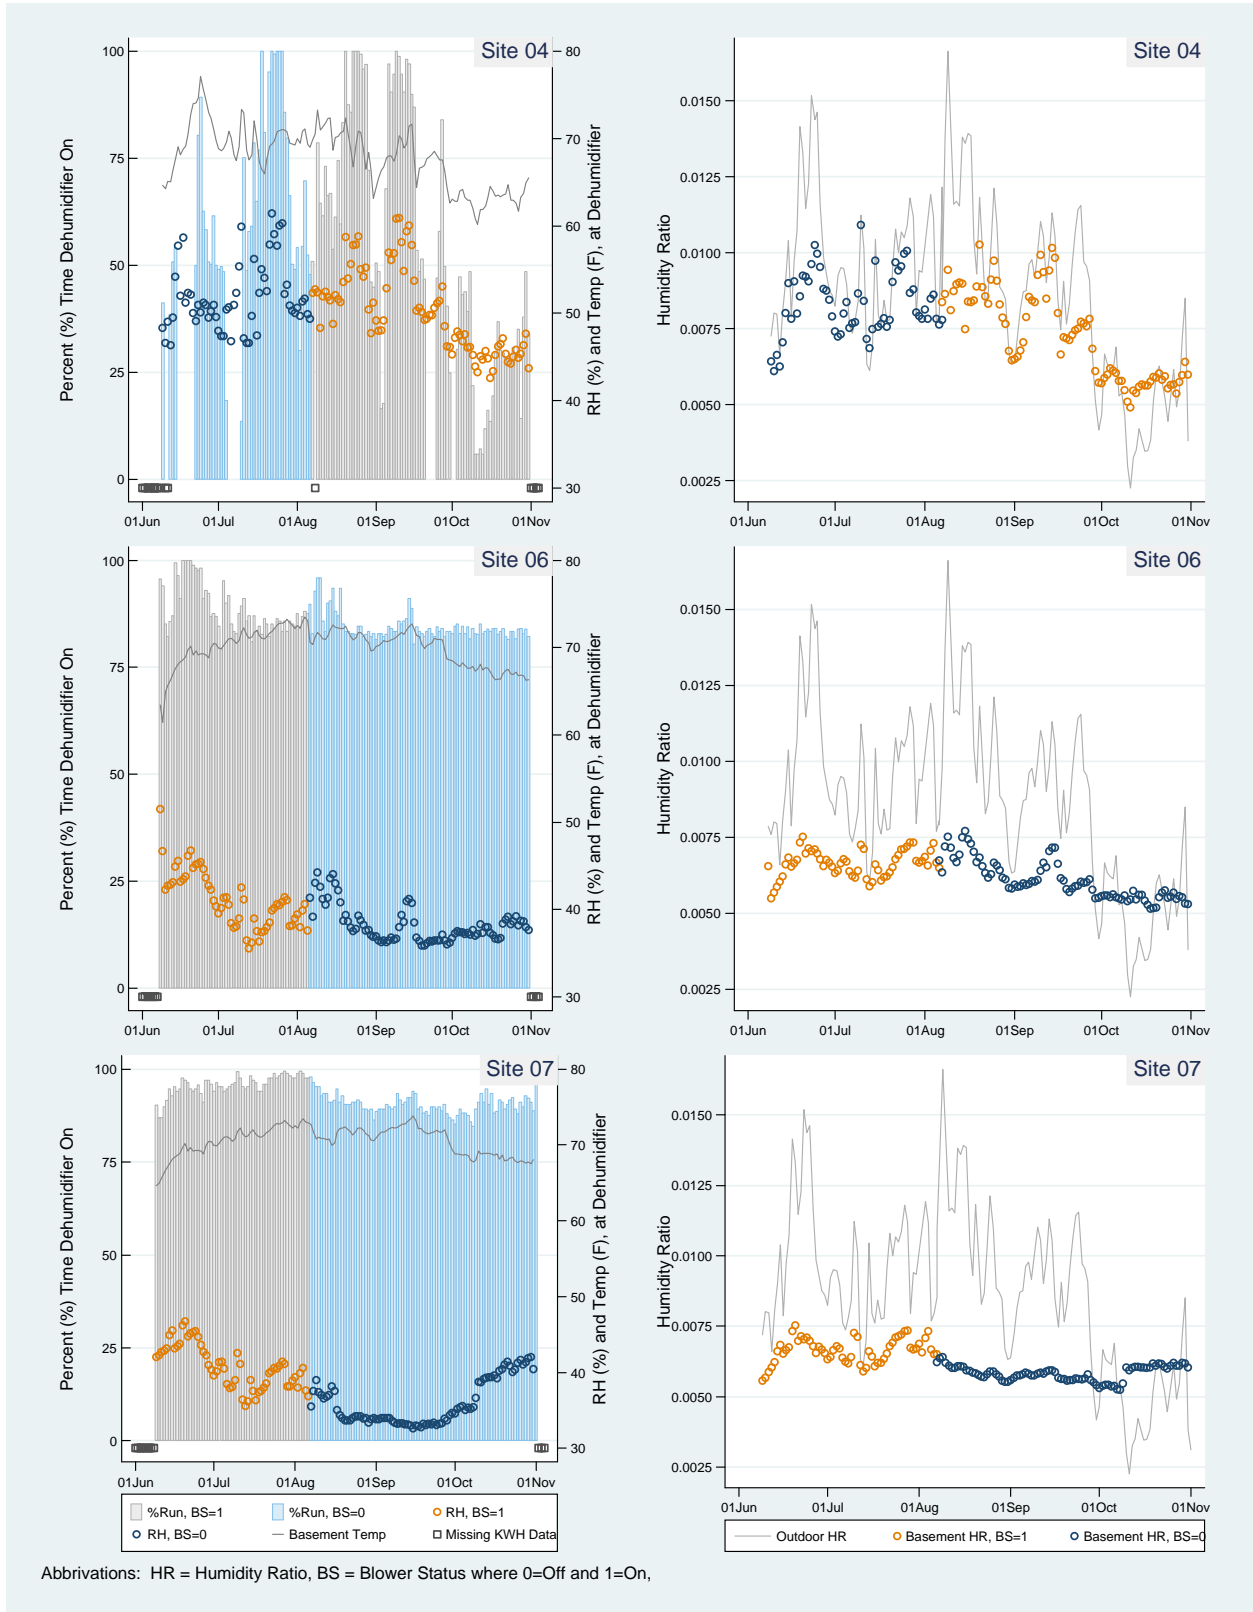 Site 04
Percent (%) Time Dehumidifier On
100
75
50
25
0
80
70
60
50
40
30
RH (%) and Temp (F), at Dehumidifier
01Jun 01Jul 01Aug 01Sep 01Oct 01Nov
Site 04
Humidity Ratio
0.0150
0.0125
0.0100
0.0075
0.0050
0.0025
01Jun 01Jul 01Aug 01Sep 01Oct 01Nov
Site 06
Percent (%) Time Dehumidifier On
100
75
50
25
0
80
70
60
50
40
30
RH (%) and Temp (F), at Dehumidifier
01Jun 01Jul 01Aug 01Sep 01Oct 01Nov
Site 06
Humidity Ratio
0.0150
0.0125
0.0100
0.0075
0.0050
0.0025
01Jun 01Jul 01Aug 01Sep 01Oct 01Nov
Site 07
Percent (%) Time Dehumidifier On
100
75
50
25
0
80
70
60
50
40
30
RH (%) and Temp (F), at Dehumidifier
01Jun 01Jul 01Aug 01Sep 01Oct 01Nov
%Run, BS=1 %Run, BS=0 RH, BS=1
RH, BS=0 Basement Temp Missing KWH Data
Site 07
Humidity Ratio
0.0150
0.0125
0.0100
0.0075
0.0050
0.0025
01Jun 01Jul 01Aug 01Sep 01Oct 01Nov
Outdoor HR Basement HR, BS=1 Basement HR, BS=0
Abbrivations: HR = Humidity Ratio, BS = Blower Status where 0=Off and 1=On,